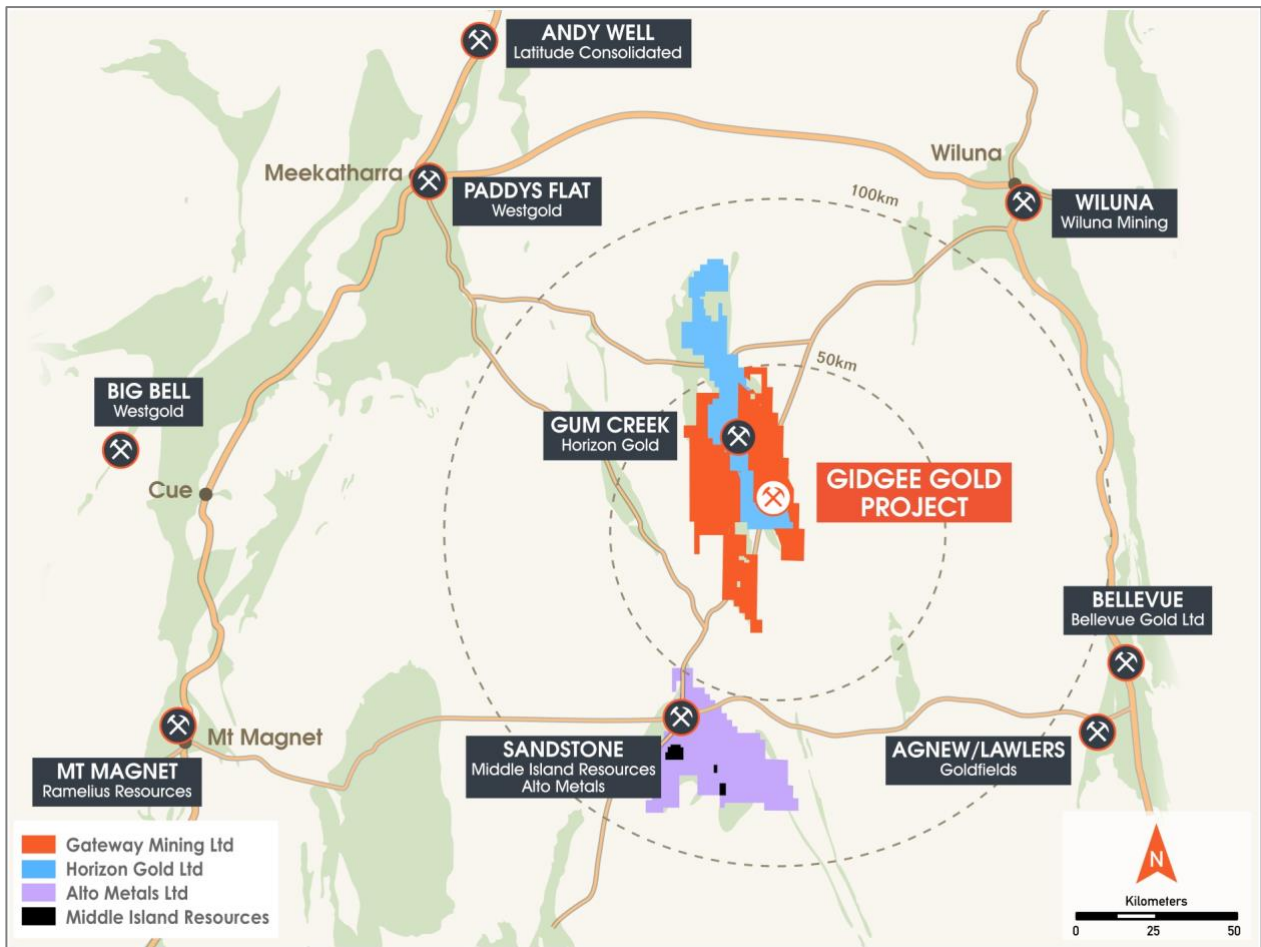 ANDY WELL
Latitude Consolidated
Meekatharra
PADDYS FLAT
Westgold
Wiluna
WILUNA
Wiluna Mining
100km
50km
BIG BELL
Westgold
Cue
GUM CREEK
Horizon Gold
GIDGEE GOLD
PROJECT
BELLEVUE
Bellevue Gold Ltd
Mt Magnet
MT MAGNET
Ramelius Resources
SANDSTONE
Middle Island Resources
Alto Metals
AGNEW/LAWLERS
Goldfields
Gateway Mining Ltd
Horizon Gold Ltd
Alto Metals Ltd
Middle Island Resources
N
Kilometers
0 25 50